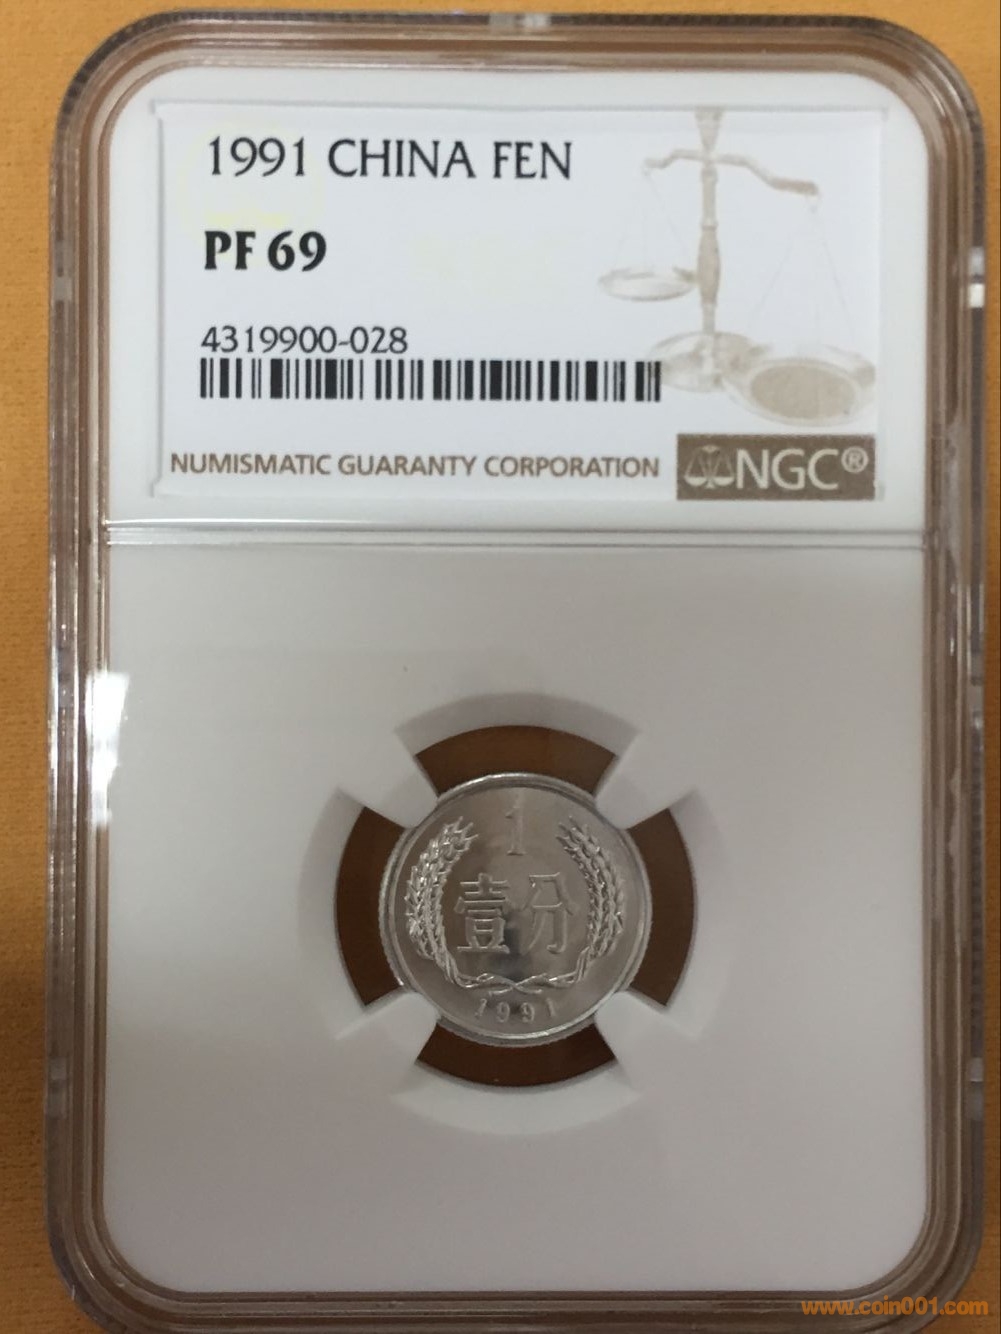 1991 CHINA FEN
PF 69
4319900-028
NUMISMATIC GUARANTY CORPORATION
NGC®
1
壹分
1991
www.coin001.com